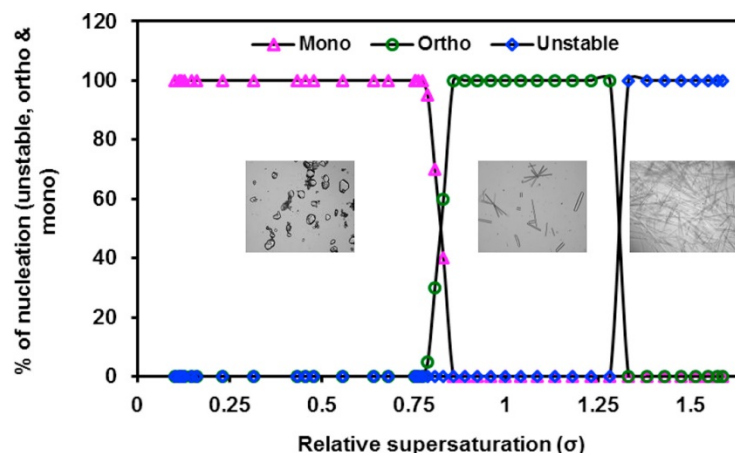 % of nucleation (unstable, ortho &
mono)
120
100
80
60
40
20
0
Mono Ortho Unstable
0 0.25 0.5 0.75 1 1.25 1.5
Relative supersaturation (σ)